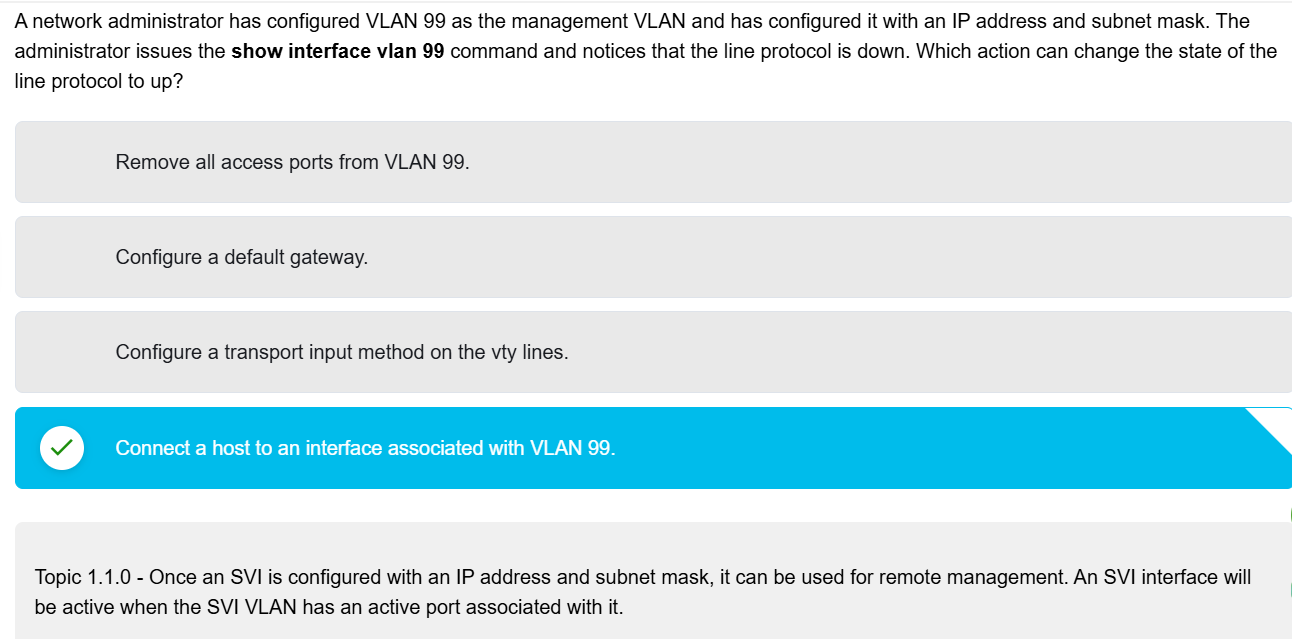 A network administrator has configured VLAN 99 as the management VLAN and has configured it with an IP address and subnet mask. The
administrator issues the show interface vlan 99 command and notices that the line protocol is down. Which action can change the state of the
line protocol to up?
Remove all access ports from VLAN 99.
Configure a default gateway.
Configure a transport input method on the vty lines.
Connect a host to an interface associated with VLAN 99.
Topic 1.1.0 - Once an SVI is configured with an IP address and subnet mask, it can be used for remote management. An SVI interface will
be active when the SVI VLAN has an active port associated with it.